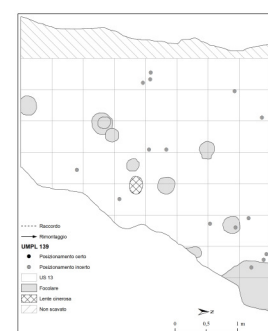 Raccordo
Rimontaggio
UMPL 139
Posizionamento certo
Posizionamento incerto
US 13
Focolare
Lente cinerosa
Non scavato
N
0 0,5 1 m